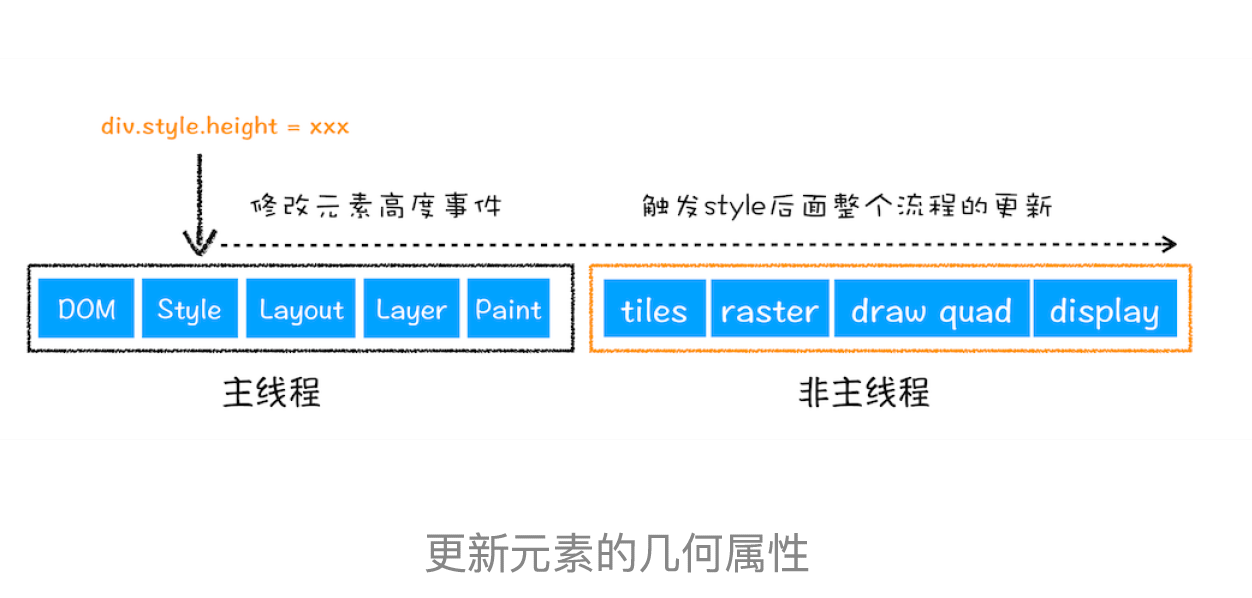 div.style.height = xxx
修改元素高度事件
触发style后面整个流程的更新
DOM Style Layout Layer Paint
tiles raster draw quad display
主线程
非主线程
更新元素的几何属性